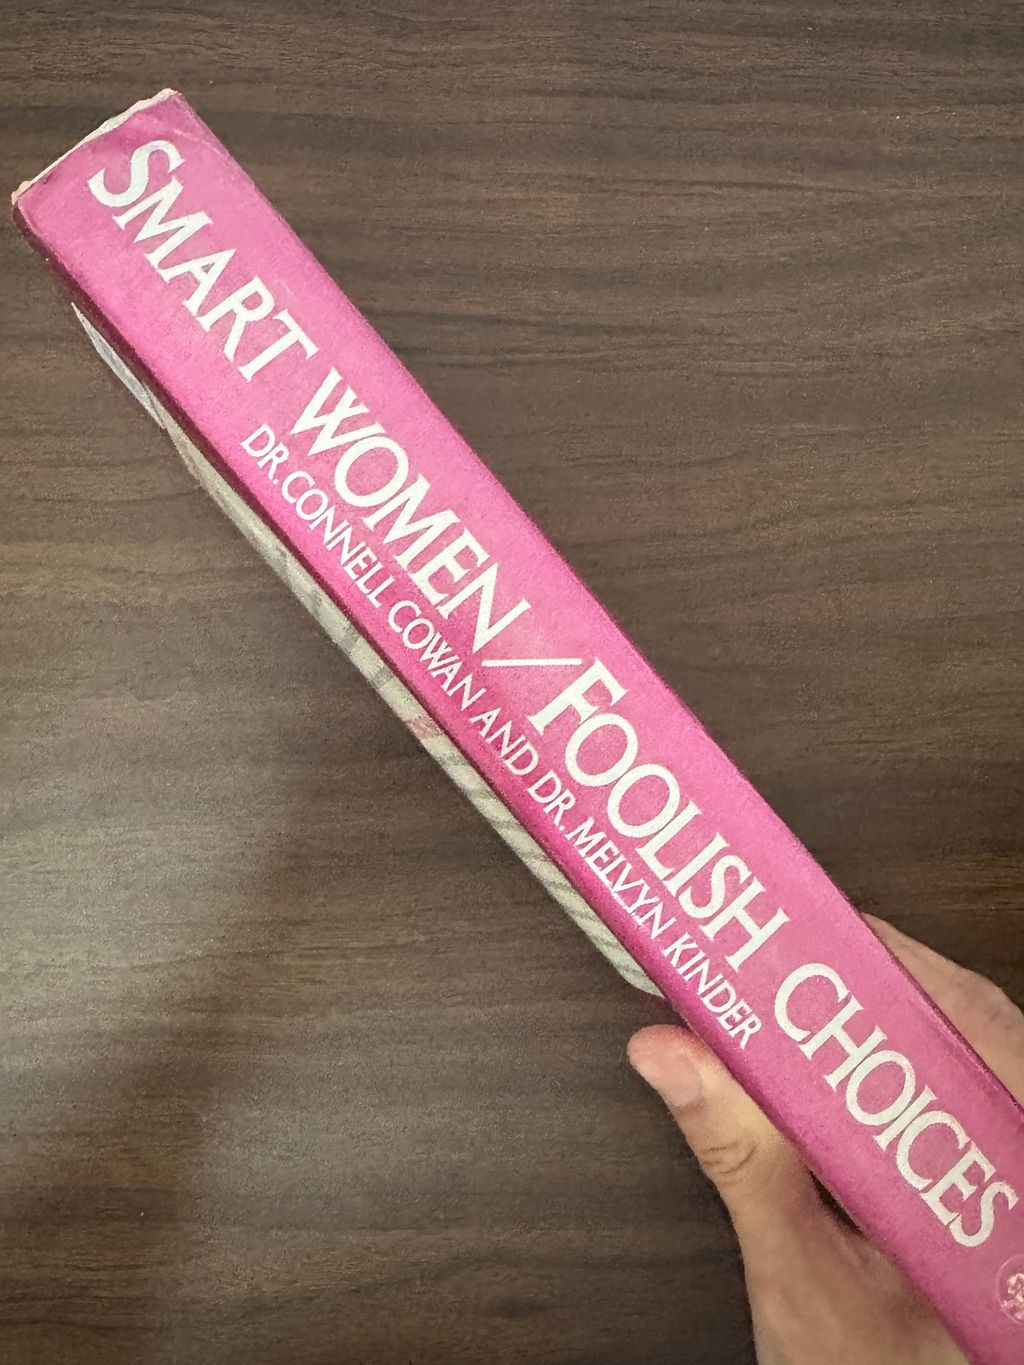 SMART WOMEN / FOOLISH CHOICES
DR. CONNELL COWAN AND DR. MELVYN KINDER